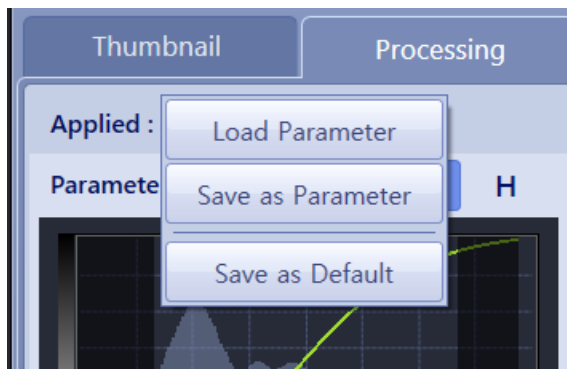 Thumbnail Processing
Applied :
Load Parameter
Paramete H
Save as Parameter
Save as Default